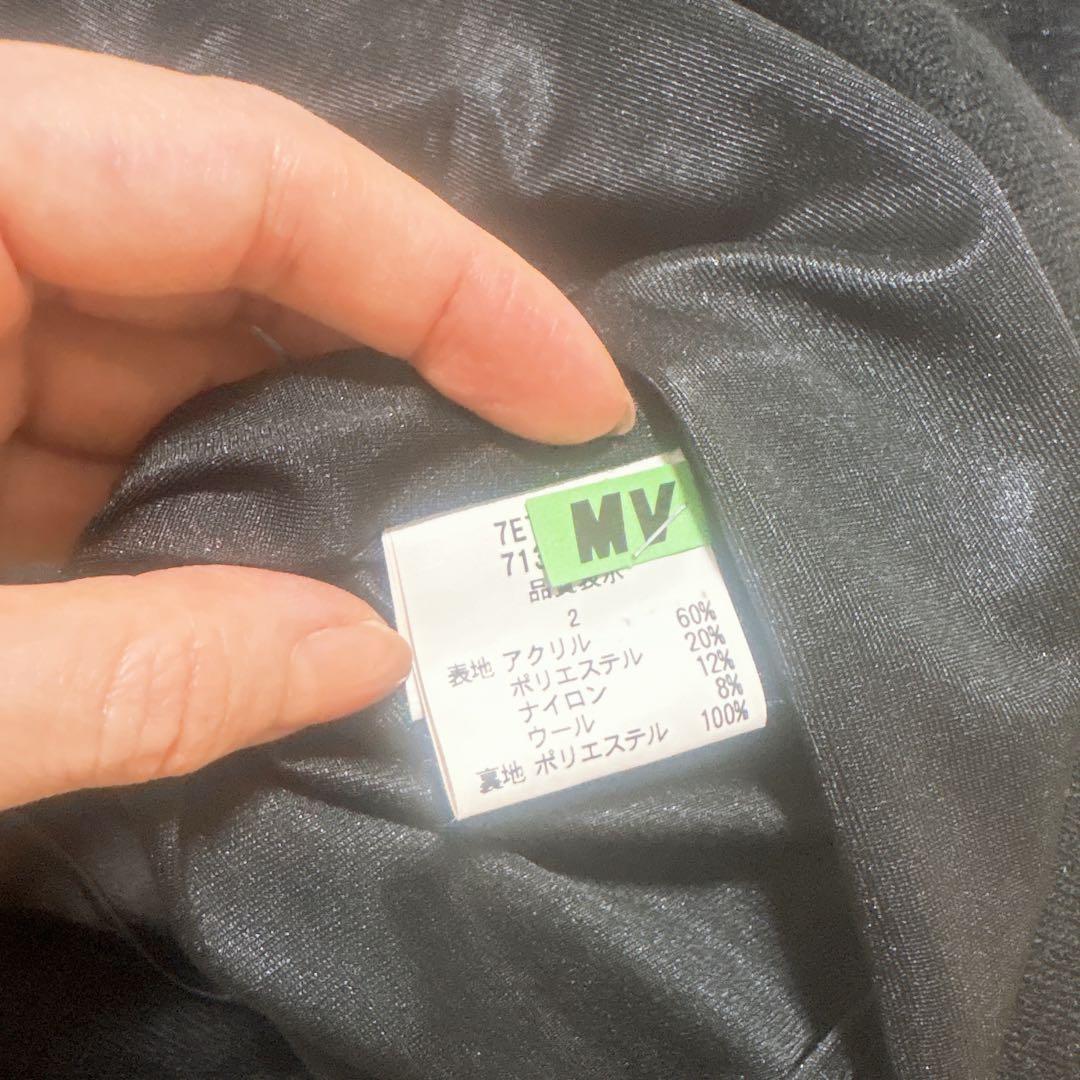 MV
7E
713
品質表示
2
表地 アクリル 60%
ポリエステル 20%
ナイロン 12%
ウール 8%
裏地 ポリエステル 100%